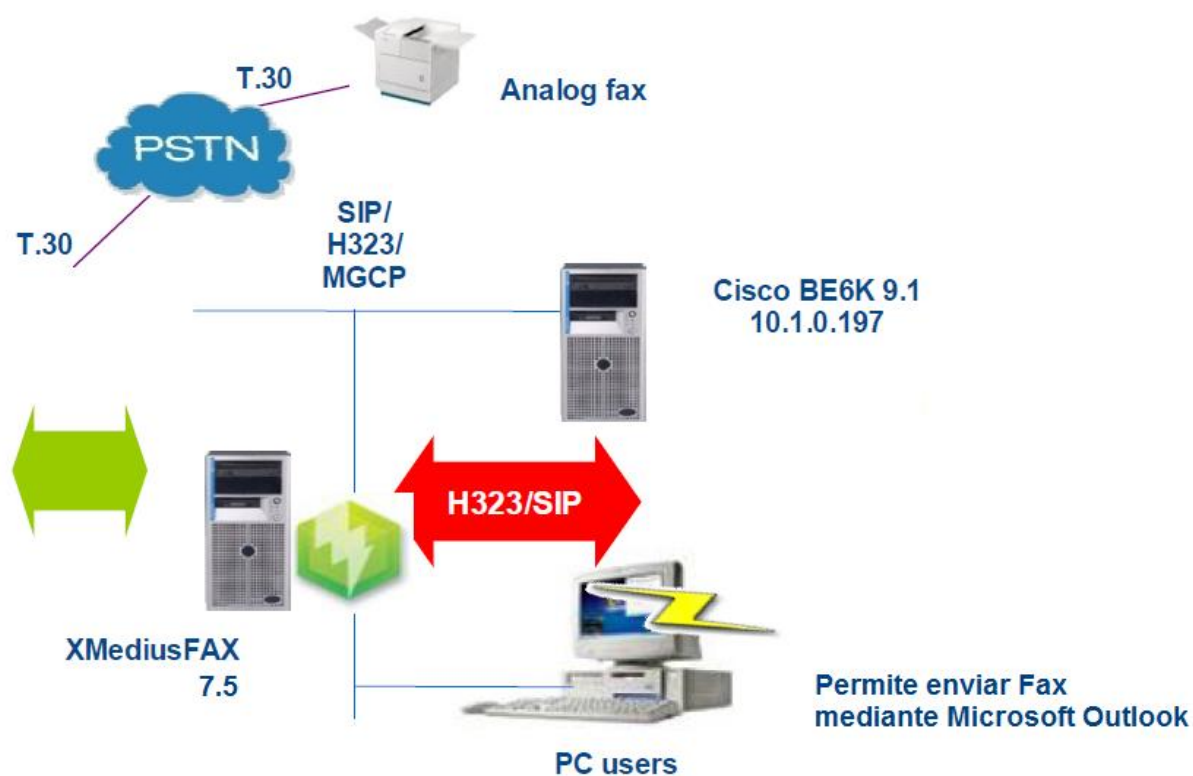 T.30
Analog fax
PSTN
T.30
SIP/
H323/
MGCP
Cisco BE6K 9.1
10.1.0.197
H323/SIP
XMediusFAX
7.5
Permite enviar Fax
mediante Microsoft Outlook
PC users